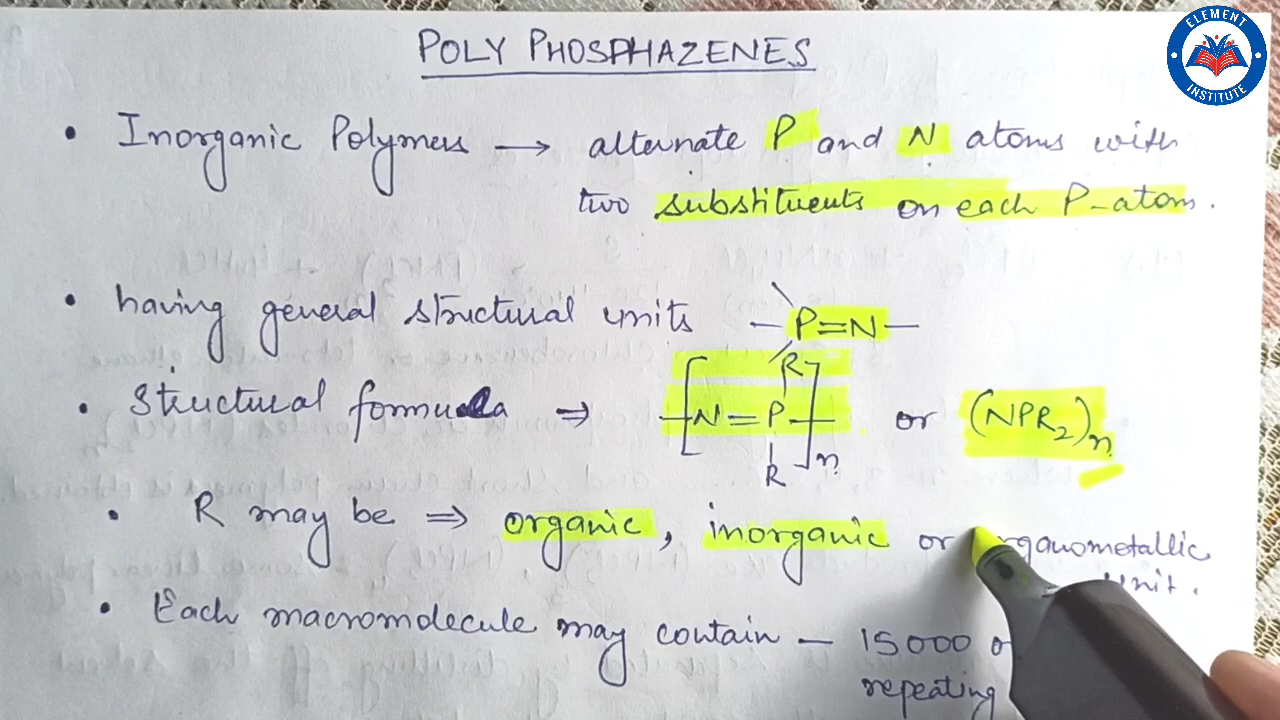 ELEMENT
INSTITUTE
POLY PHOSPHAZENES
• Inorganic Polymers → alternate P and N atoms with
two substituents on each P-atom.
• having general structural units —P=N—
• Structural formula ⇒ [N=P]n or (NPR2)n
R
R
• R may be ⇒ organic, inorganic or organometallic
unit.
• Each macromolecule may contain — 15000
repeating